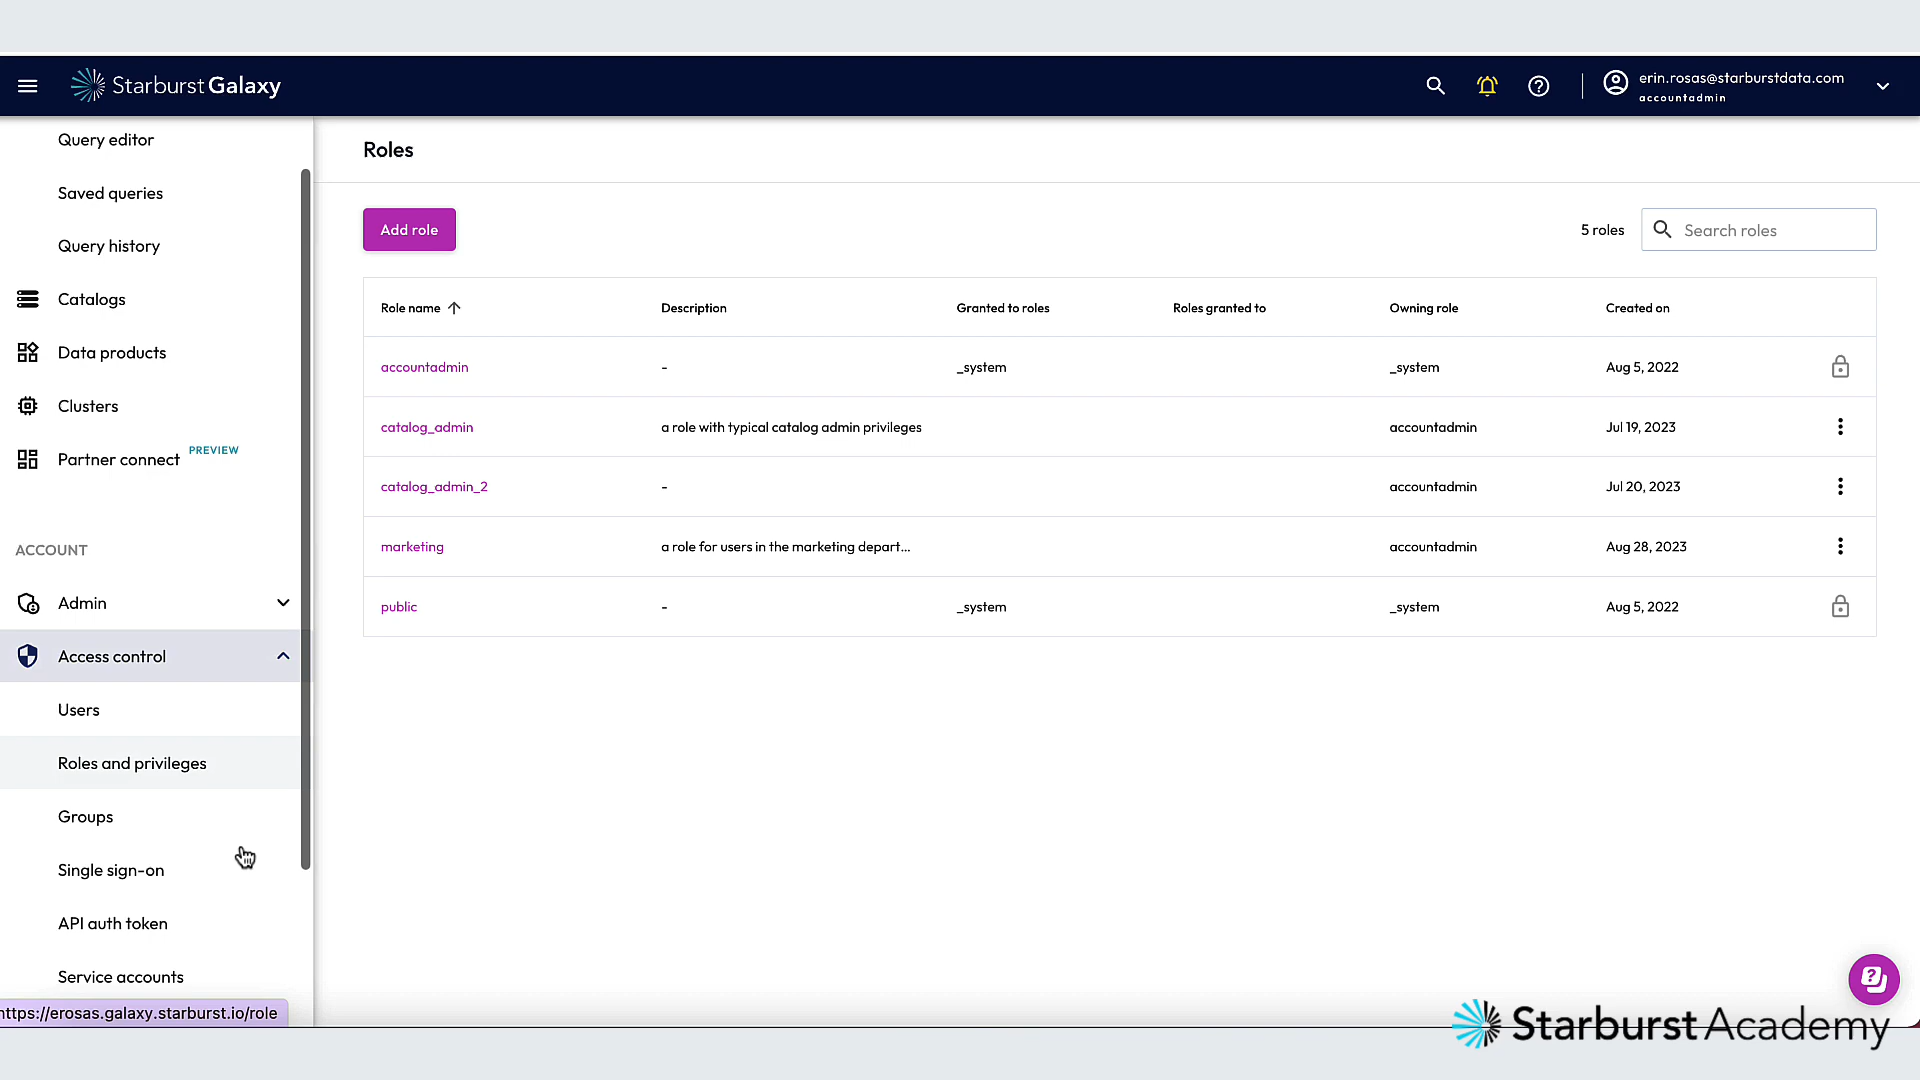 Starburst Galaxy
erin.rosas@starburstdata.com
accountadmin
Query editor
Saved queries
Query history
Catalogs
Data products
Clusters
Partner connect PREVIEW
ACCOUNT
Admin
Access control
Users
Roles and privileges
Groups
Single sign-on
API auth token
Service accounts
https://erosas.galaxy.starburst.io/role
Roles
Add role
5 roles
Search roles
Role name Description Granted to roles Roles granted to Owning role Created on
accountadmin - _system _system Aug 5, 2022
catalog_admin a role with typical catalog admin privileges accountadmin Jul 19, 2023
catalog_admin_2 - accountadmin Jul 20, 2023
marketing a role for users in the marketing depart... accountadmin Aug 28, 2023
public - _system _system Aug 5, 2022
Starburst Academy